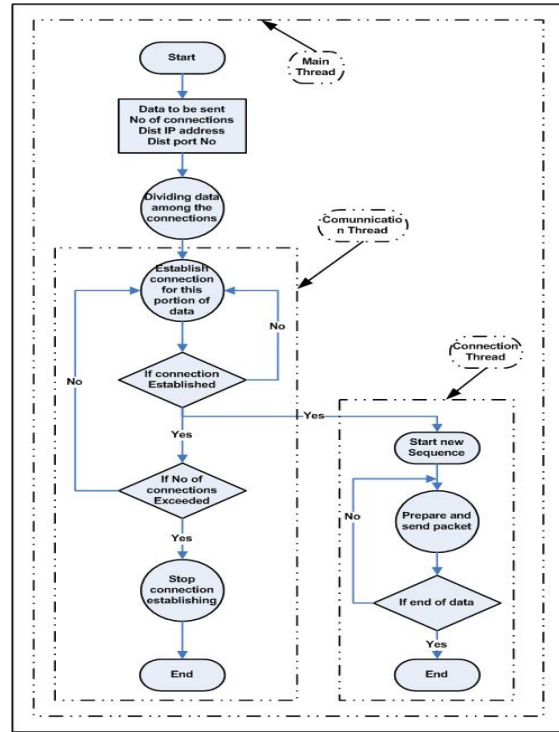 Start
Main
Thread
Data to be sent
No of connections
Dist IP address
Dist port No
Dividing data
among the
connections
Comunnicatio
n Thread
Establish
connection
for this
portion of
data
No
No
If connection
Established
Connection
Thread
Yes
Yes
Start new
Sequence
If No of
connections
Exceeded
No
Prepare and
send packet
Yes
Stop
connection
establishing
If end of data
Yes
End
End